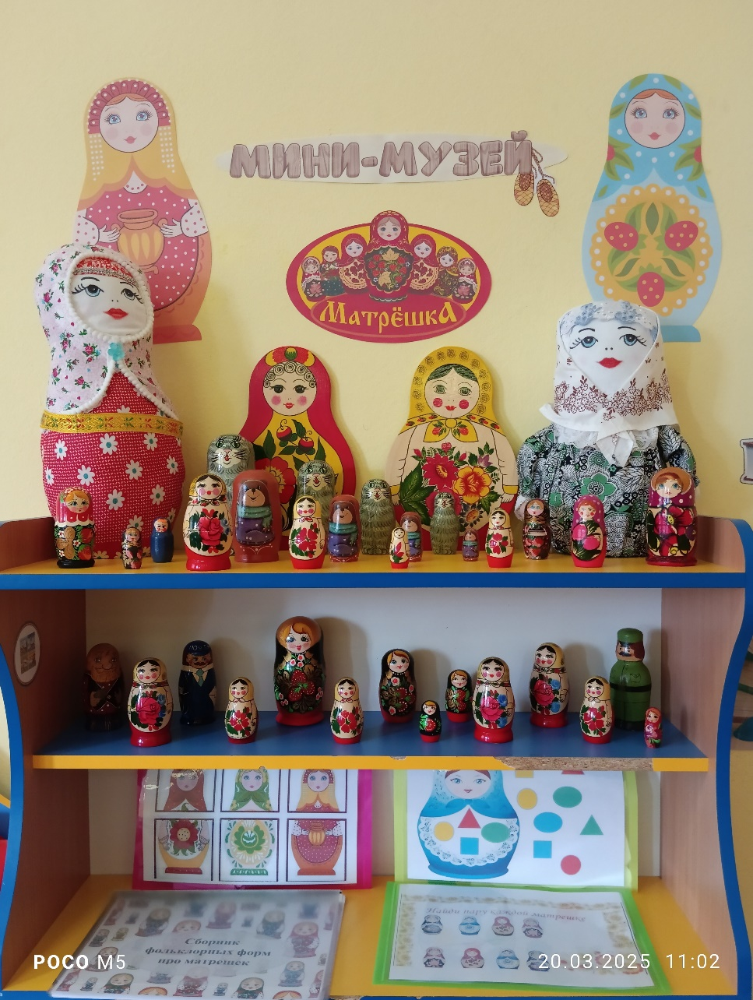 МИНИ-МУЗЕЙ
Матрёшка
Сборник
фольклорных форм
про матрешек
Найди пару каждой матрешке
POCO M5
20.03.2025 11:02